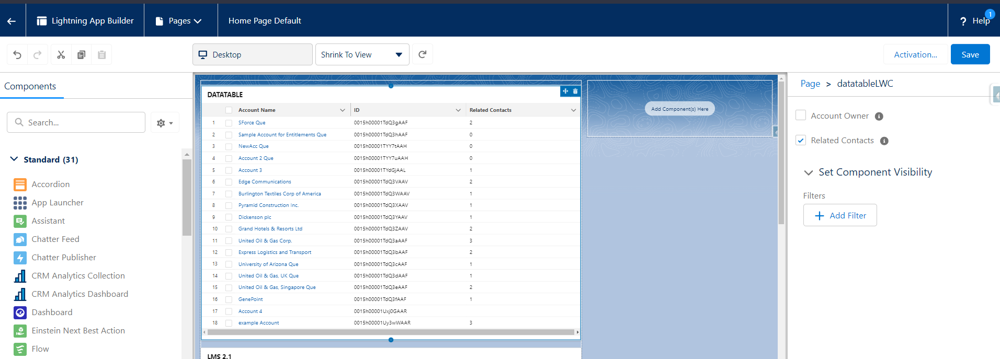 Lightning App Builder
Pages
Home Page Default
1
? Help
Desktop
Shrink To View
Activation...
Save
Components
Search...
Standard (31)
Accordion
App Launcher
Assistant
Chatter Feed
Chatter Publisher
CRM Analytics Collection
CRM Analytics Dashboard
Dashboard
Einstein Next Best Action
Flow
DATATABLE
Account Name ID Related Contacts
1 SForce Que 0015h00001TdQ3gAAF 2
2 Sample Account for Entitlements Que 0015h00001TdQ3hAAF 0
3 NewAcc Que 0015h00001TYY7tAAH 0
4 Account 2 Que 0015h00001TYY7uAAH 0
5 Account 3 0015h00001TYdGjAAL 1
6 Edge Communications 0015h00001TdQ3VAAV 2
7 Burlington Textiles Corp of America 0015h00001TdQ3WAAV 1
8 Pyramid Construction Inc. 0015h00001TdQ3XAAV 1
9 Dickenson plc 0015h00001TdQ3YAAV 1
10 Grand Hotels & Resorts Ltd 0015h00001TdQ3ZAAV 2
11 United Oil & Gas Corp. 0015h00001TdQ3aAAF 3
12 Express Logistics and Transport 0015h00001TdQ3bAAF 2
13 University of Arizona Que 0015h00001TdQ3cAAF 1
14 United Oil & Gas, UK Que 0015h00001TdQ3dAAF 1
15 United Oil & Gas, Singapore Que 0015h00001TdQ3eAAF 2
16 GenePoint 0015h00001TdQ3fAAF 1
17 Account 4 0015h00001Uxj0GAAR
18 example Account 0015h00001Uy3wWAAR 3
LMS 2.1
Add Component(s) Here
Page > datatableLWC
Account Owner
Related Contacts
Set Component Visibility
Filters
+ Add Filter